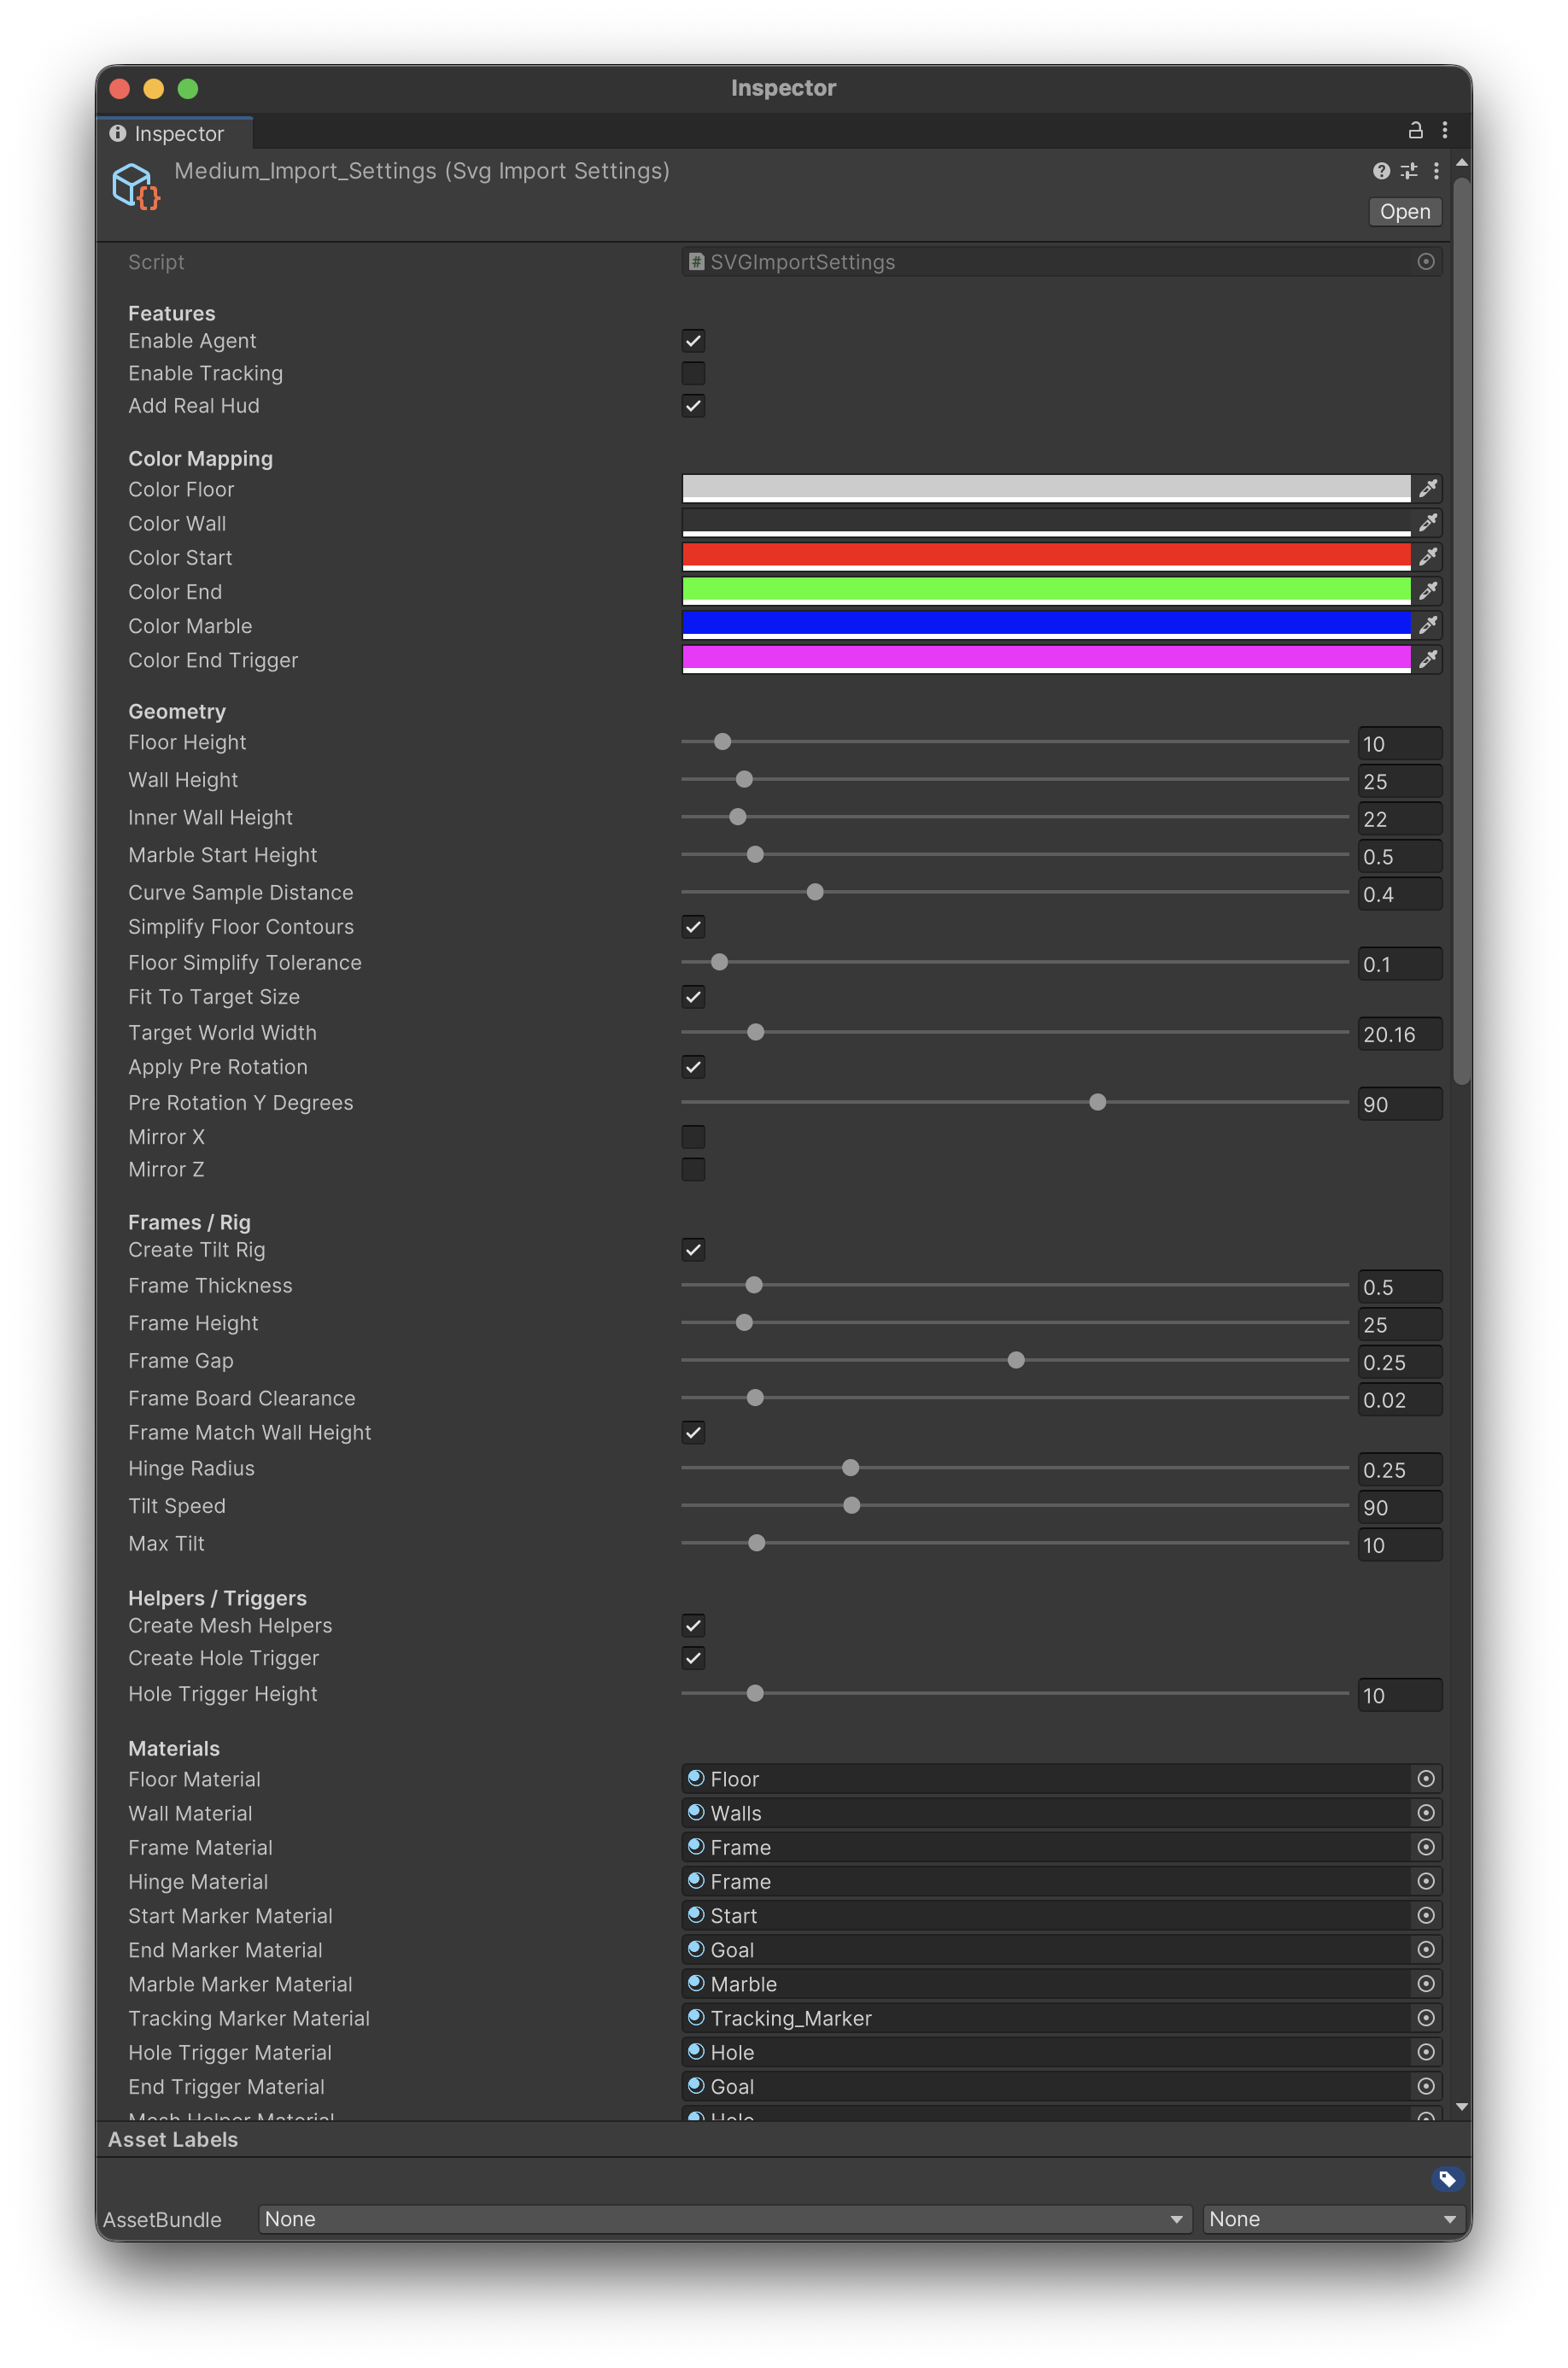 Inspector
Inspector
Medium_Import_Settings (Svg Import Settings)
Open
Script SVGImportSettings
Features
Enable Agent
Enable Tracking
Add Real Hud
Color Mapping
Color Floor
Color Wall
Color Start
Color End
Color Marble
Color End Trigger
Geometry
Floor Height 10
Wall Height 25
Inner Wall Height 22
Marble Start Height 0.5
Curve Sample Distance 0.4
Simplify Floor Contours
Floor Simplify Tolerance 0.1
Fit To Target Size
Target World Width 20.16
Apply Pre Rotation
Pre Rotation Y Degrees 90
Mirror X
Mirror Z
Frames / Rig
Create Tilt Rig
Frame Thickness 0.5
Frame Height 25
Frame Gap 0.25
Frame Board Clearance 0.02
Frame Match Wall Height
Hinge Radius 0.25
Tilt Speed 90
Max Tilt 10
Helpers / Triggers
Create Mesh Helpers
Create Hole Trigger
Hole Trigger Height 10
Materials
Floor Material Floor
Wall Material Walls
Frame Material Frame
Hinge Material Frame
Start Marker Material Start
End Marker Material Goal
Marble Marker Material Marble
Tracking Marker Material Tracking_Marker
Hole Trigger Material Hole
End Trigger Material Goal
Mesh Helper Material Hole
Asset Labels
AssetBundle None None